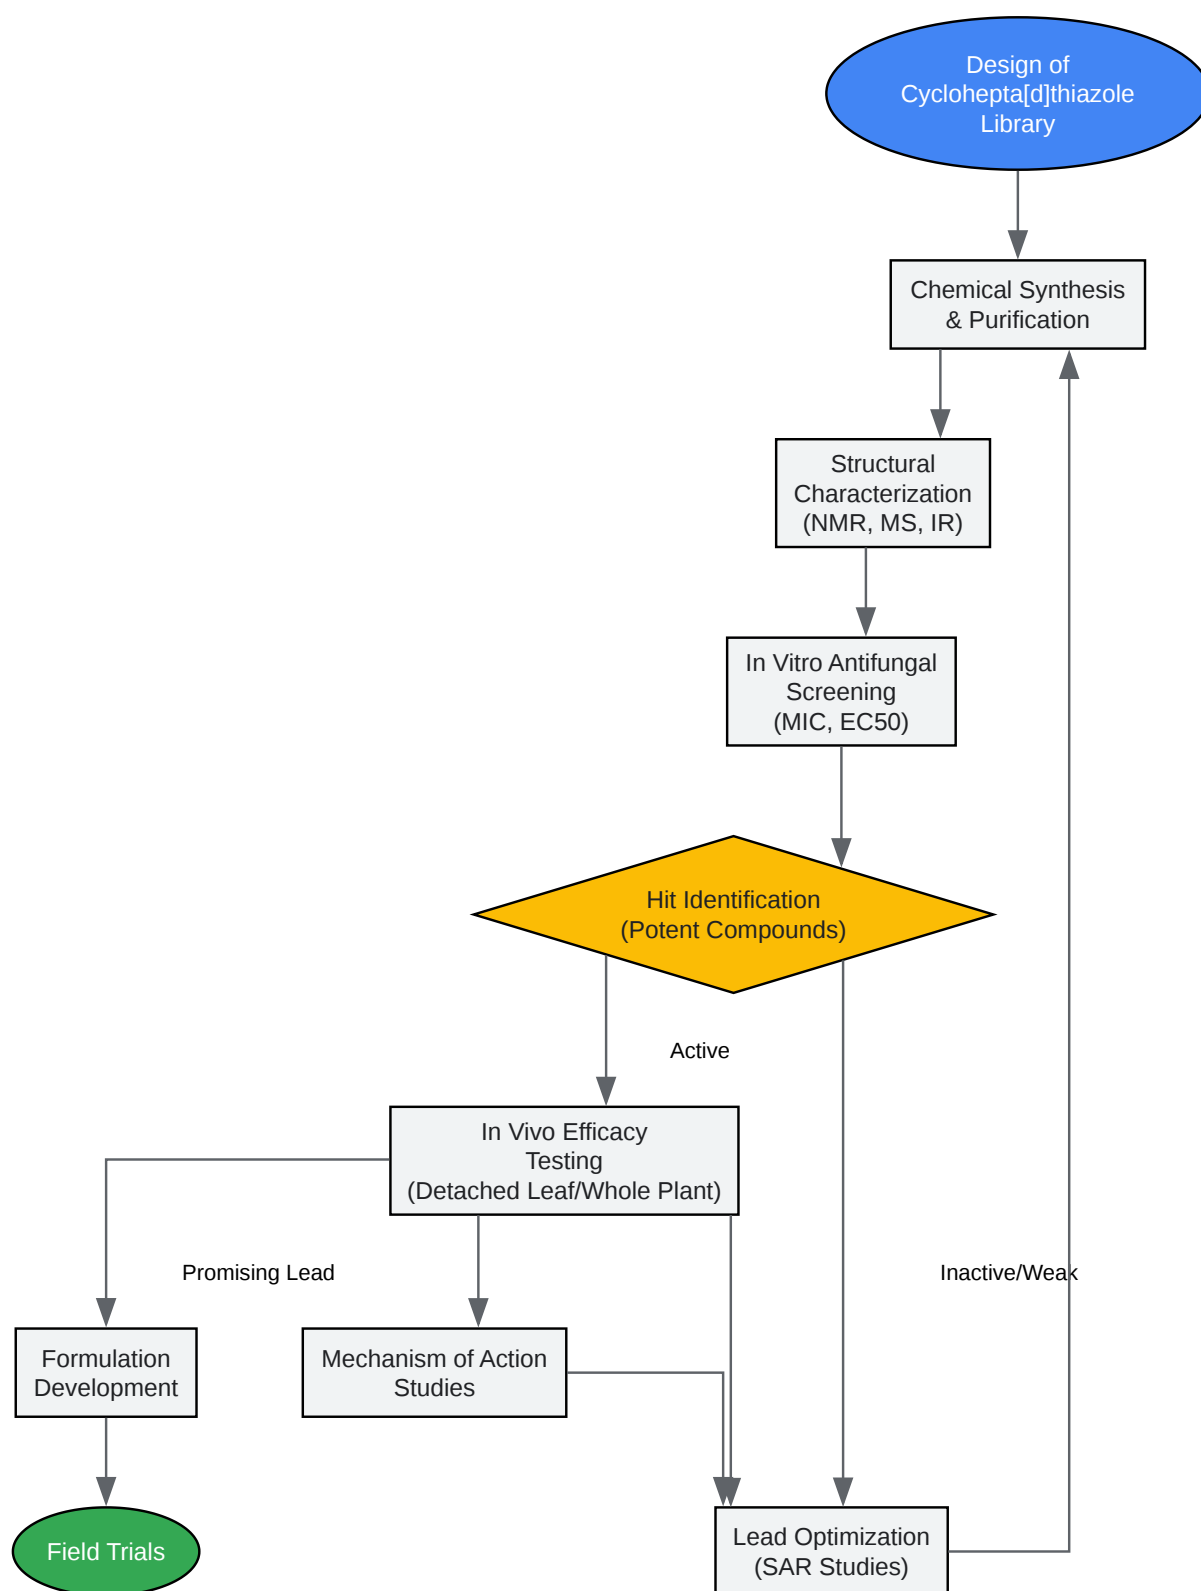 Design of
Cyclohepta[d]thiazole
Library
Chemical Synthesis
& Purification
Structural
Characterization
(NMR, MS, IR)
In Vitro Antifungal
Screening
(MIC, EC50)
Hit Identification
(Potent Compounds)
Active
In Vivo Efficacy
Testing
(Detached Leaf/Whole Plant)
Promising Lead
Inactive/Weak
Formulation
Development
Mechanism of Action
Studies
Field Trials
Lead Optimization
(SAR Studies)